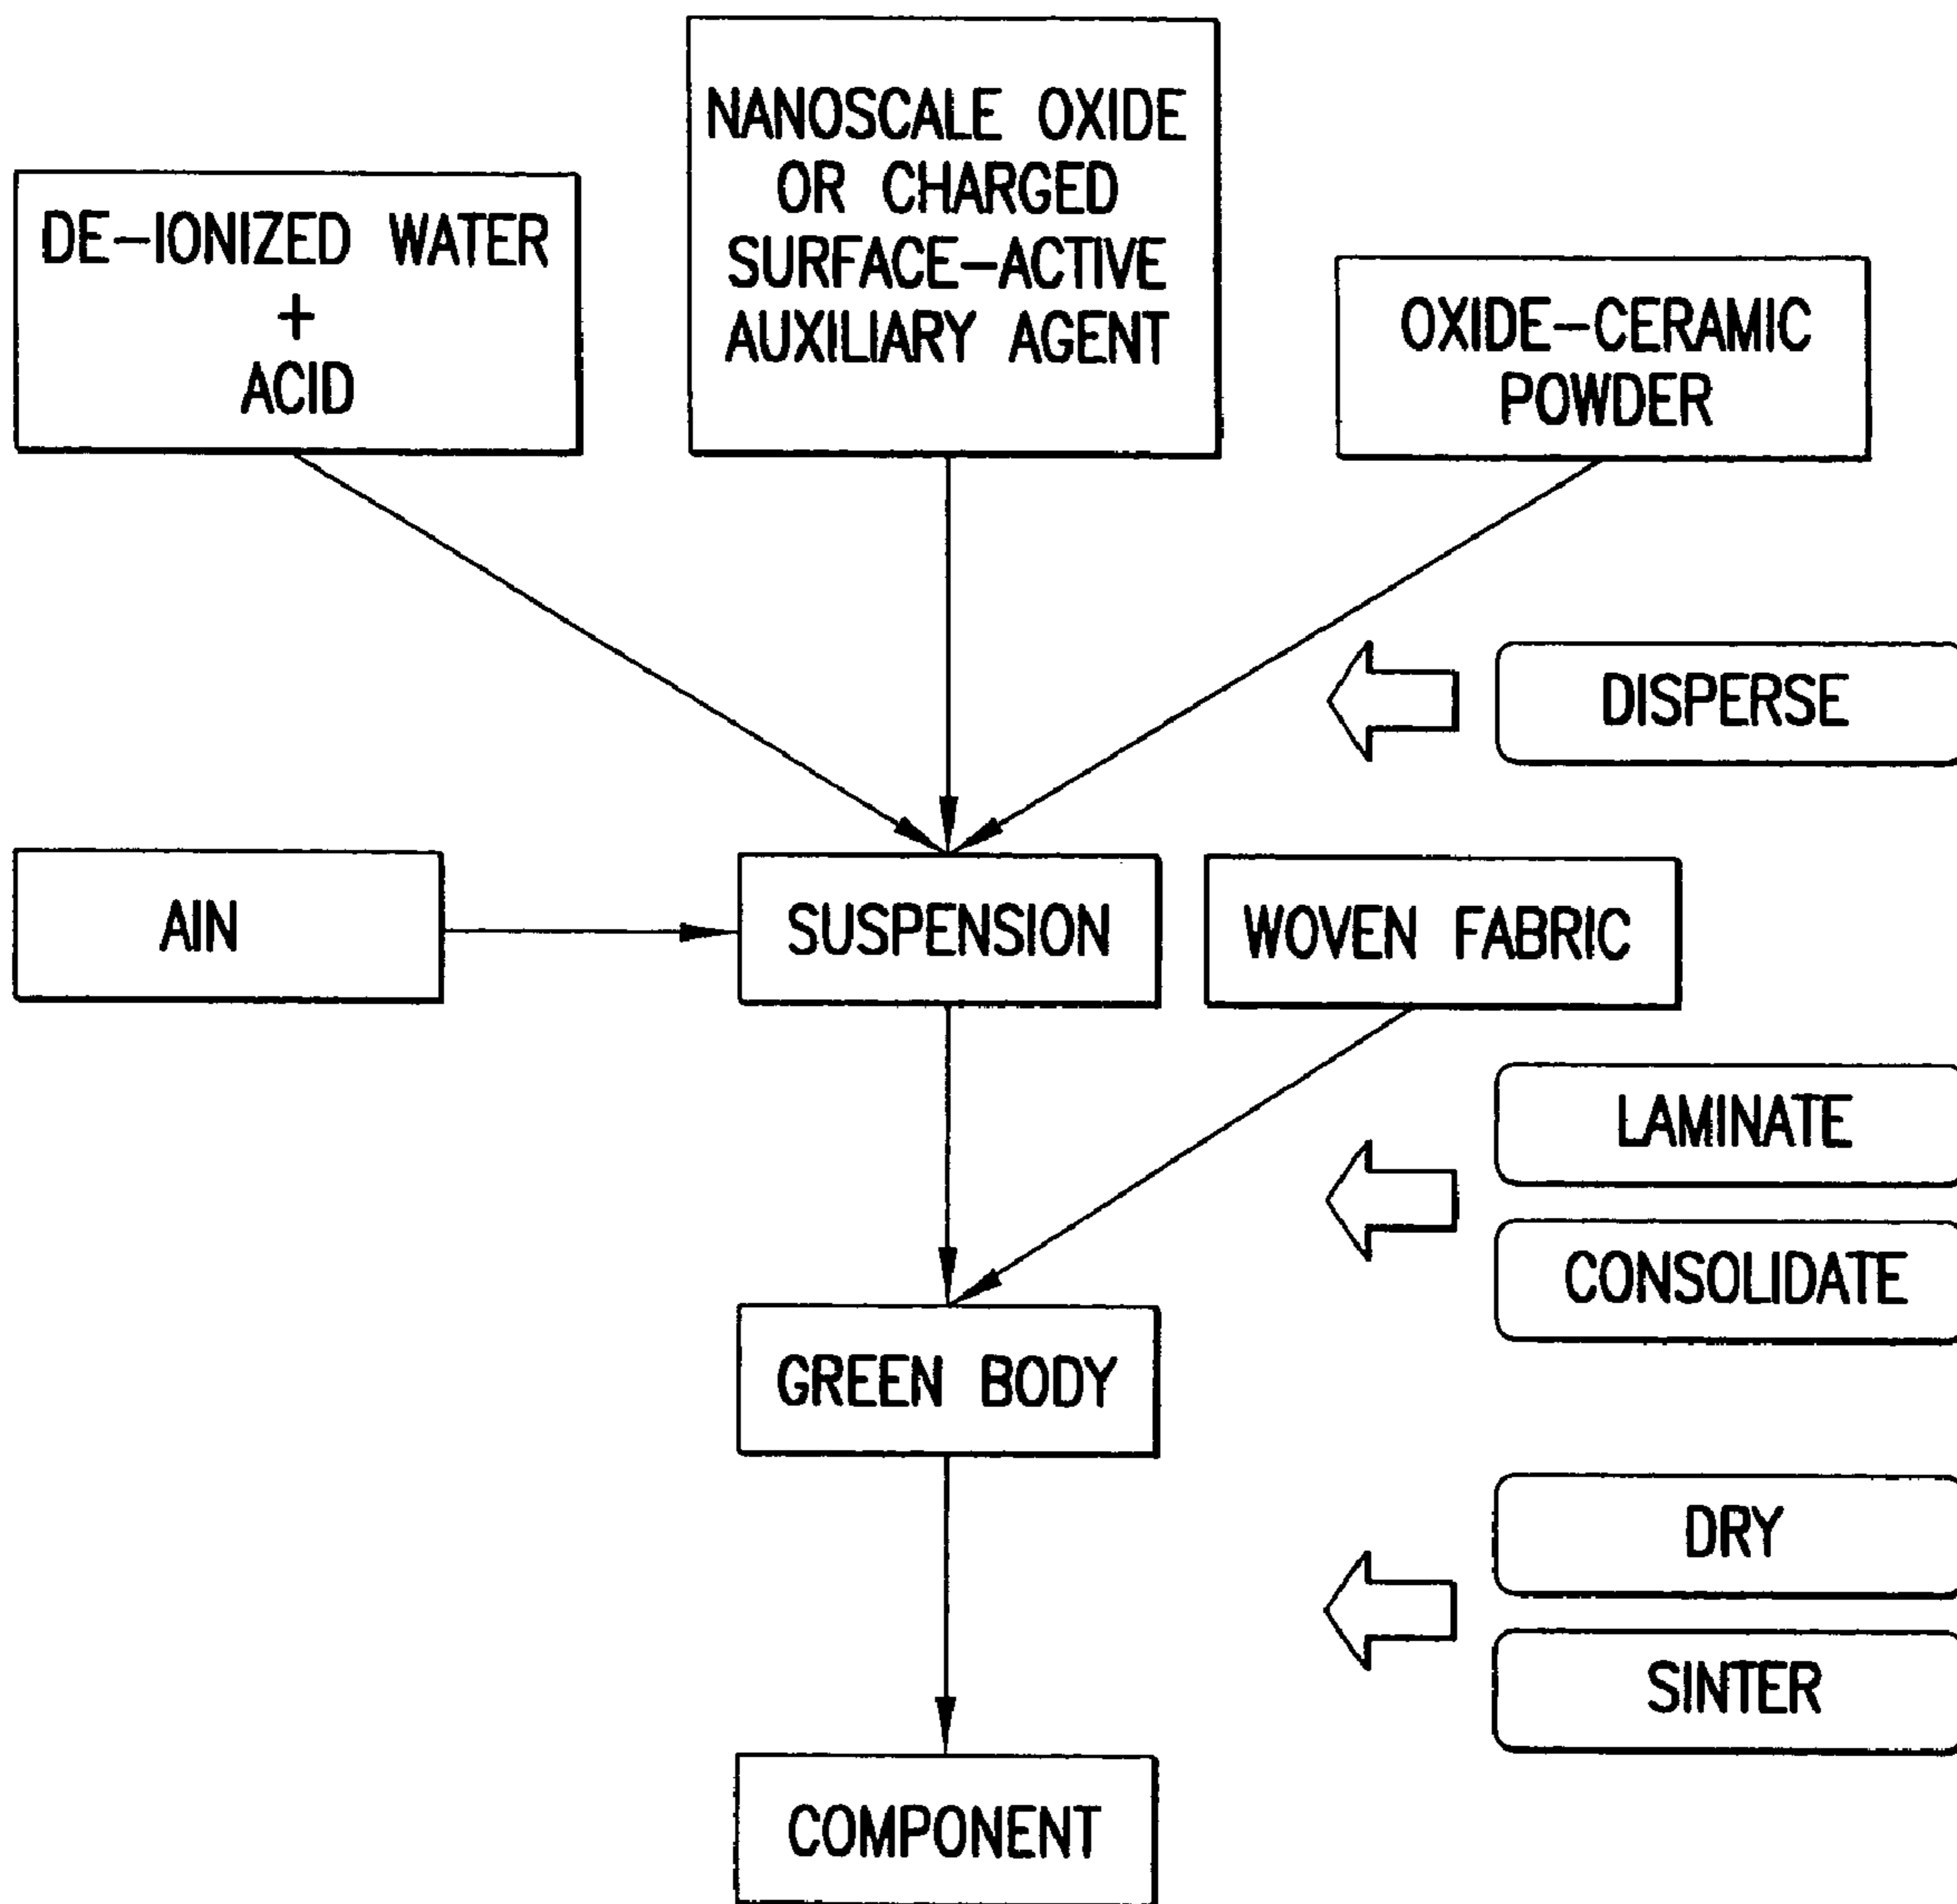 NANOSCALE OXIDE
OR CHARGED
SURFACE-ACTIVE
AUXILIARY AGENT
DE-IONIZED WATER
+
ACID
OXIDE-CERAMIC
POWDER
DISPERSE
AIN
SUSPENSION
WOVEN FABRIC
LAMINATE
CONSOLIDATE
GREEN BODY
DRY
SINTER
COMPONENT